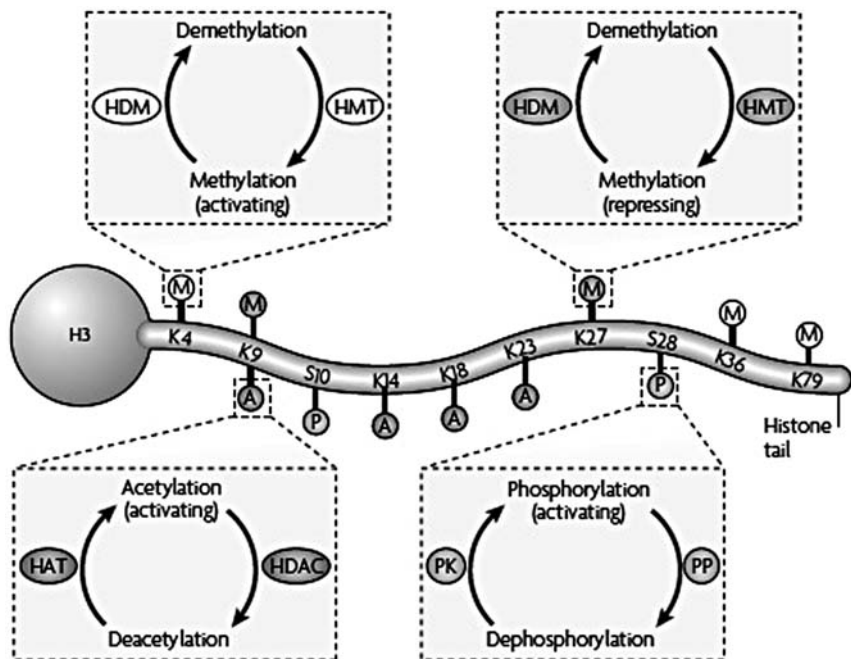 Demethylation
HDM
HMT
Methylation
(activating)
Demethylation
HDM
HMT
Methylation
(repressing)
H3
M
K4
M
K9
A
S10
P
K14
A
K18
A
K23
A
M
K27
S28
P
M
K36
M
K79
Histone
tail
Acetylation
(activating)
HAT
HDAC
Deacetylation
Phosphorylation
(activating)
PK
PP
Dephosphorylation